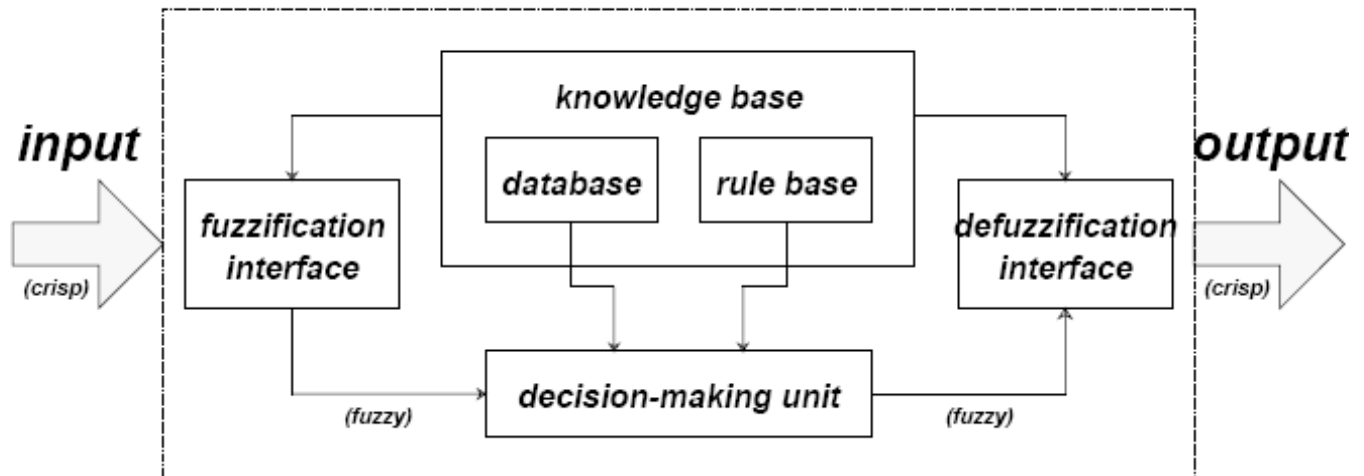 knowledge base
input
output
database
rule base
fuzzification
interface
defuzzification
interface
(crisp)
(crisp)
decision-making unit
(fuzzy)
(fuzzy)